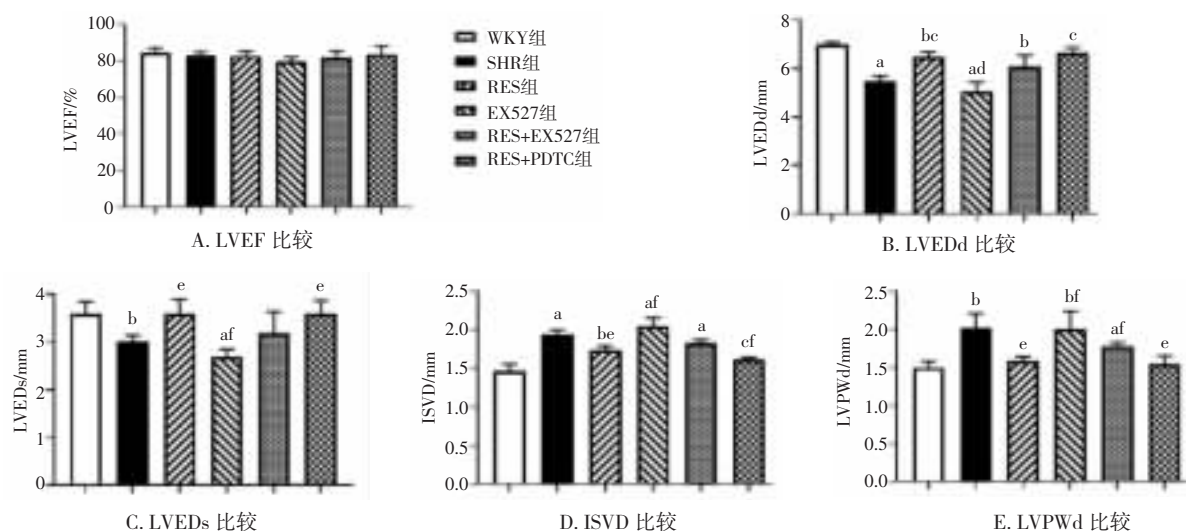 LVEF/%
100
80
60
40
20
0
A. LVEF 比较
WKY组
SHR组
RES组
EX527组
RES+EX527组
RES+PDTC组
LVEDd/mm
8
6
4
2
0
a
bc
ad
b
c
B. LVEDd 比较
LVEDs/mm
4
3
2
1
0
b
e
af
e
C. LVEDs 比较
ISVD/mm
2.5
2.0
1.5
1.0
0.5
0.0
a
be
af
a
cf
D. ISVD 比较
LVPWd/mm
2.5
2.0
1.5
1.0
0.5
0.0
b
e
bf
af
e
E. LVPWd 比较